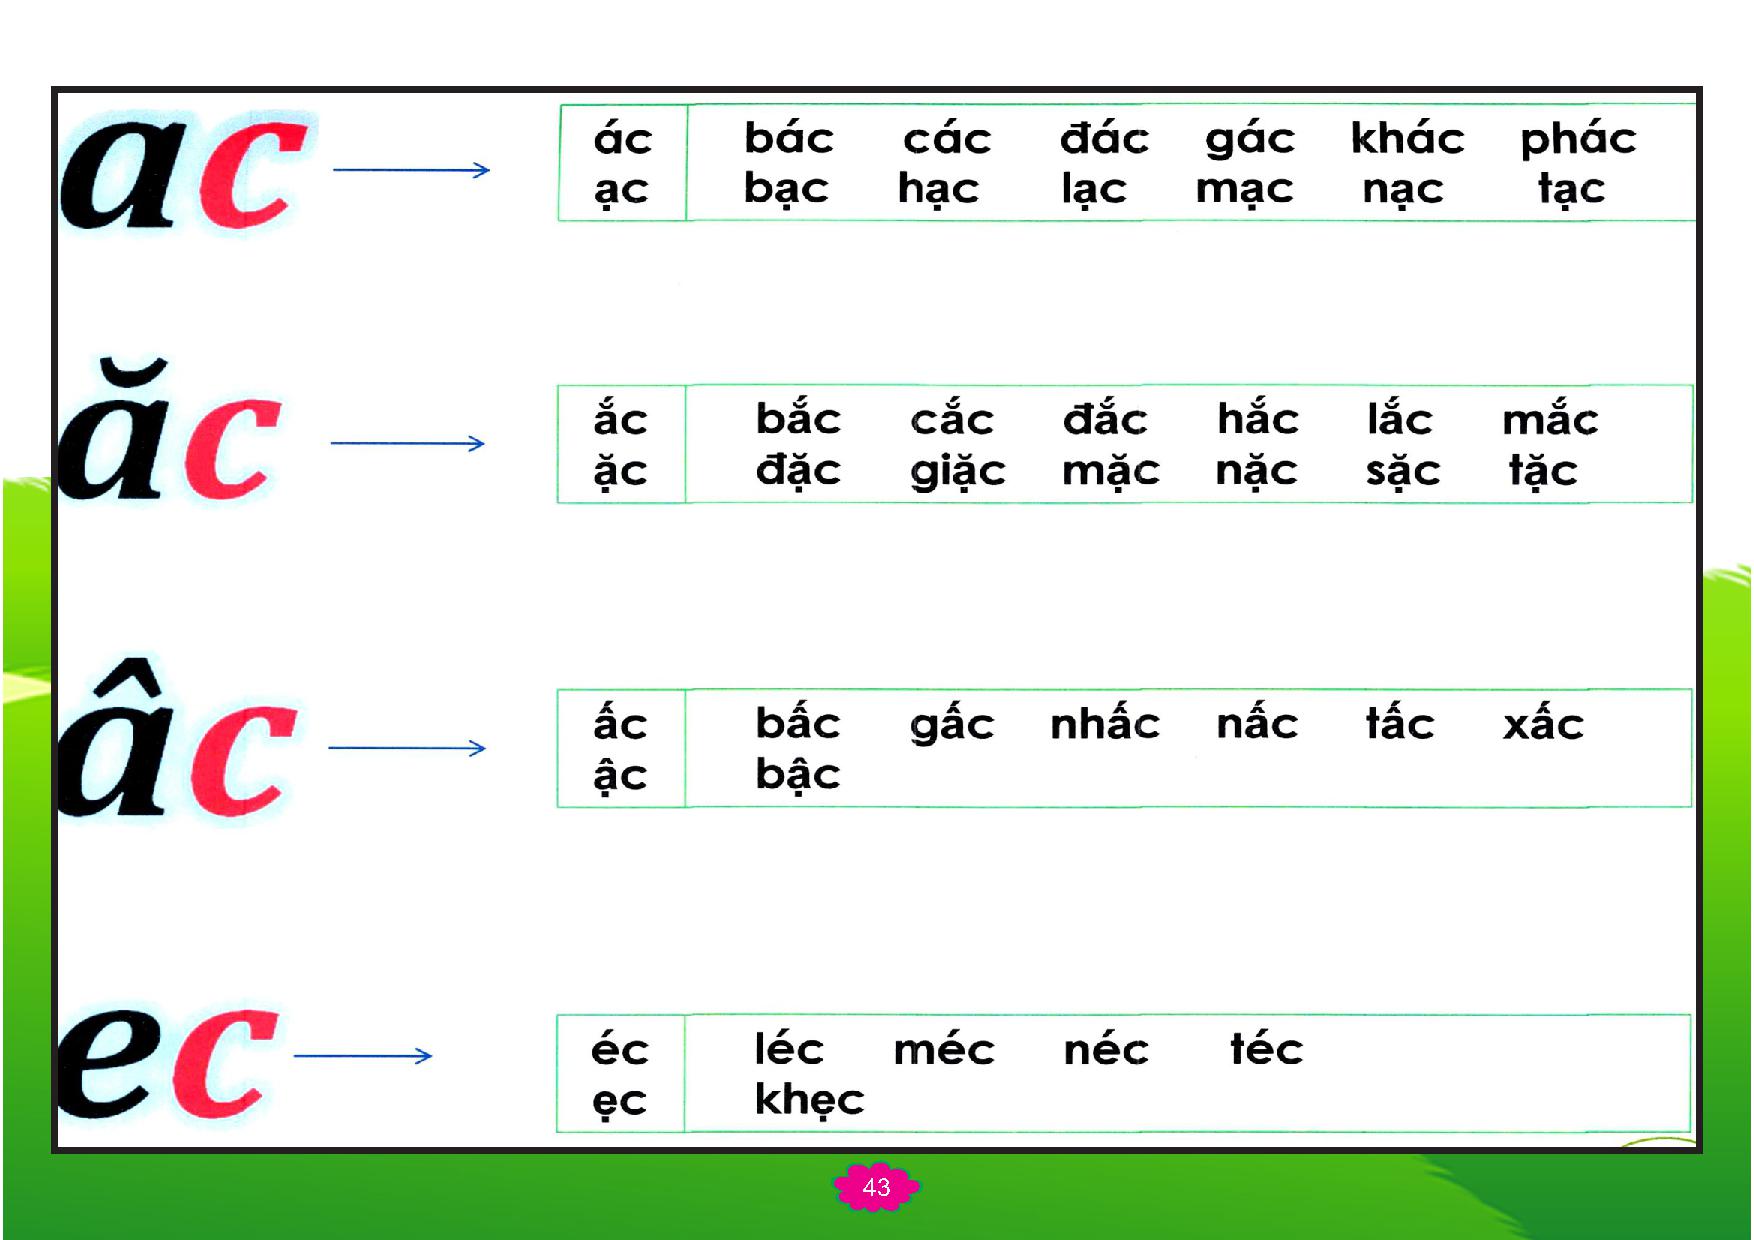 ac
ác bác các đác gác khác phác
ạc bạc hạc lạc mạc nạc tạc
ăc
ắc bắc cắc đắc hắc lắc mắc
ặc đặc giặc mặc nặc sặc tặc
âc
ấc bấc gấc nhấc nấc tấc xấc
ậc bậc
ec
éc léc méc néc téc
ẹc khẹc
43